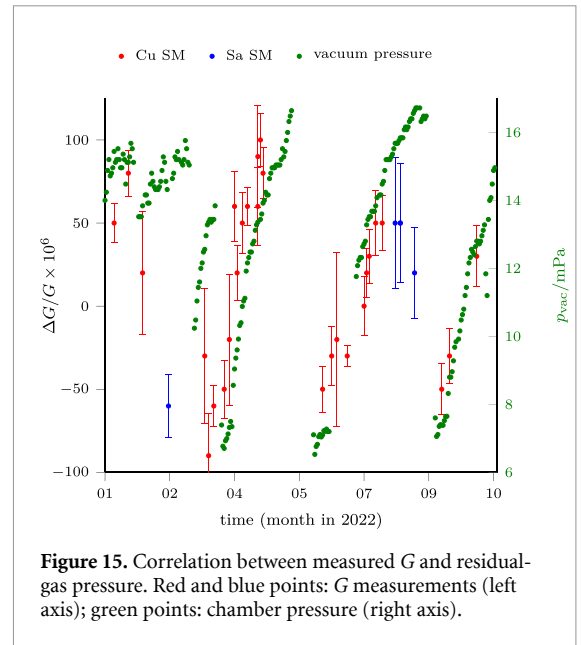 Cu SM Sa SM vacuum pressure
100
50
0
−50
−100
ΔG/G × 10⁶
16
14
12
10
8
6
p_vac/mPa
01 02 04 05 07 09 10
time (month in 2022)
Figure 15. Correlation between measured G and residual-
gas pressure. Red and blue points: G measurements (left
axis); green points: chamber pressure (right axis).